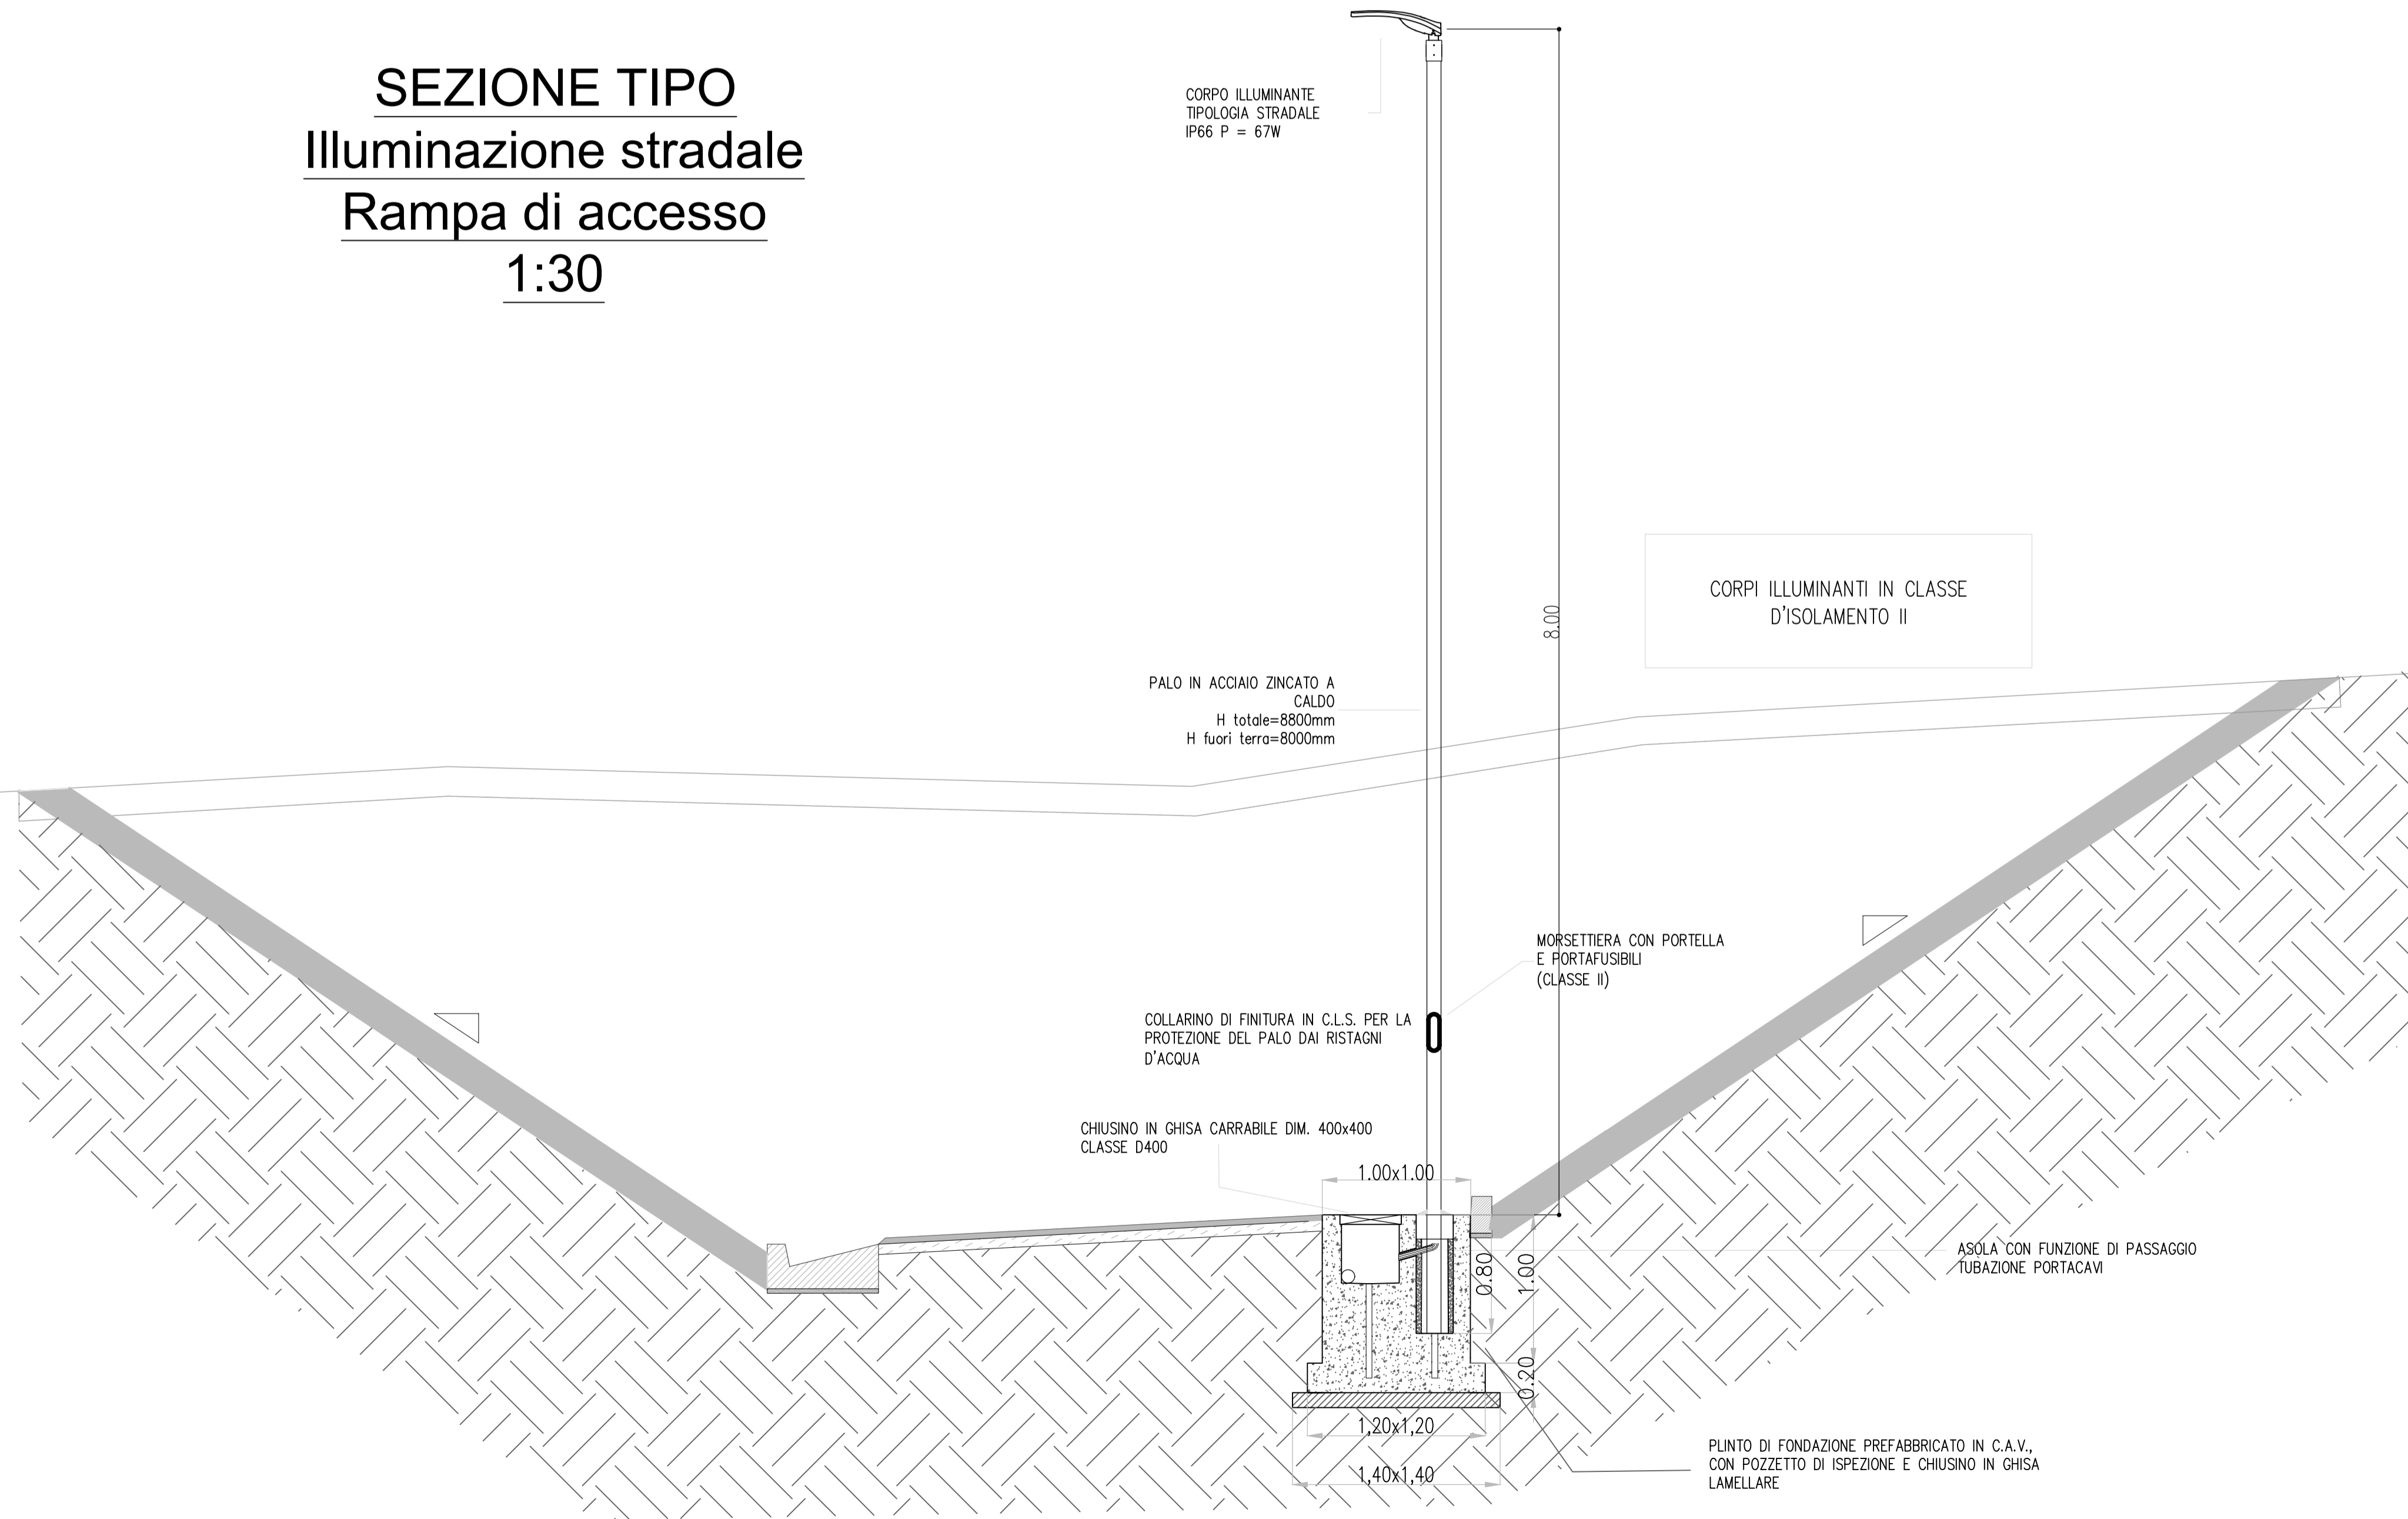 SEZIONE TIPO
Illuminazione stradale
Rampa di accesso
1:30
CORPO ILLUMINANTE
TIPOLOGIA STRADALE
IP66 P = 67W
CORPI ILLUMINANTI IN CLASSE
D'ISOLAMENTO II
8.00
PALO IN ACCIAIO ZINCATO A
CALDO
H totale=8800mm
H fuori terra=8000mm
MORSETTIERA CON PORTELLA
E PORTAFUSIBILI
(CLASSE II)
COLLARINO DI FINITURA IN C.L.S. PER LA
PROTEZIONE DEL PALO DAI RISTAGNI
D'ACQUA
CHIUSINO IN GHISA CARRABILE DIM. 400x400
CLASSE D400
1.00x1.00
ASOLA CON FUNZIONE DI PASSAGGIO
TUBAZIONE PORTACAVI
0.80
1.00
0.20
1,20x1,20
1,40x1,40
PLINTO DI FONDAZIONE PREFABBRICATO IN C.A.V.,
CON POZZETTO DI ISPEZIONE E CHIUSINO IN GHISA
LAMELLARE